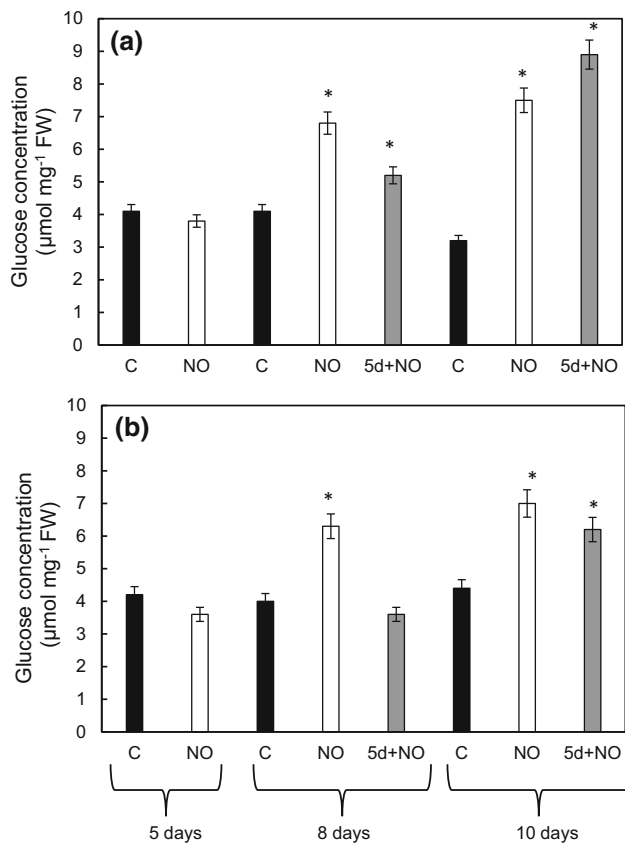 (a)
Glucose concentration
(µmol mg⁻¹ FW)
10
9
8
7
6
5
4
3
2
1
0
* * * *
C NO C NO 5d+NO C NO 5d+NO
(b)
Glucose concentration
(µmol mg⁻¹ FW)
10
9
8
7
6
5
4
3
2
1
0
* * *
C NO C NO 5d+NO C NO 5d+NO
5 days 8 days 10 days